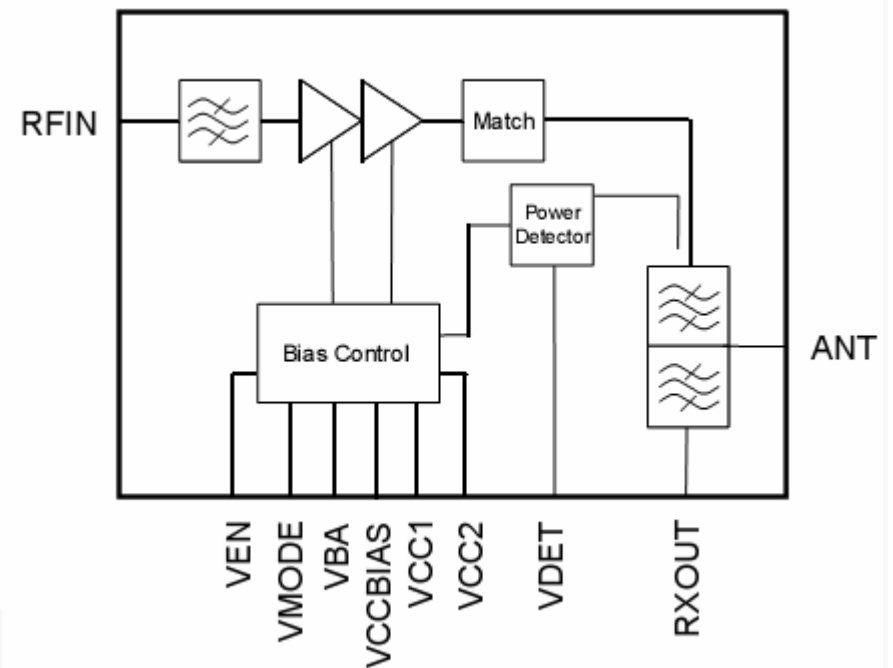 RFIN
Match
Power
Detector
Bias Control
ANT
VEN
VMODE
VBA
VCCBIAS
VCC1
VCC2
VDET
RXOUT